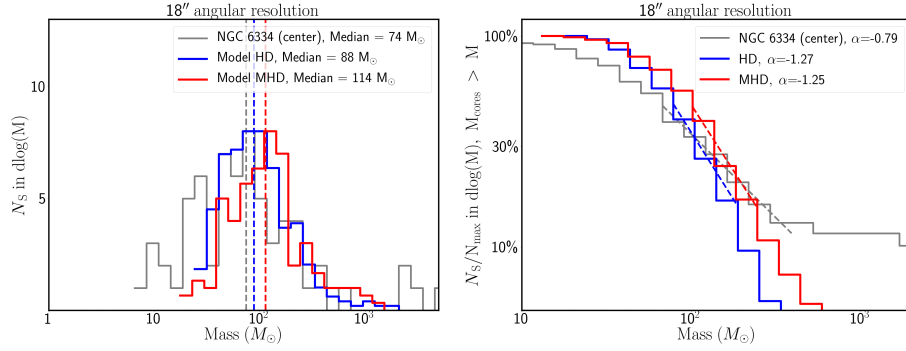 18″ angular resolution
NGC 6334 (center), Median = 74 M⊙
Model HD, Median = 88 M⊙
Model MHD, Median = 114 M⊙
10
5
N_S in dlog(M)
1 10 10² 10³
Mass (M⊙)
18″ angular resolution
NGC 6334 (center), α=-0.79
HD, α=-1.27
MHD, α=-1.25
100%
30%
10%
N_S/N_max in dlog(M), M_cores > M
10 10² 10³
Mass (M⊙)